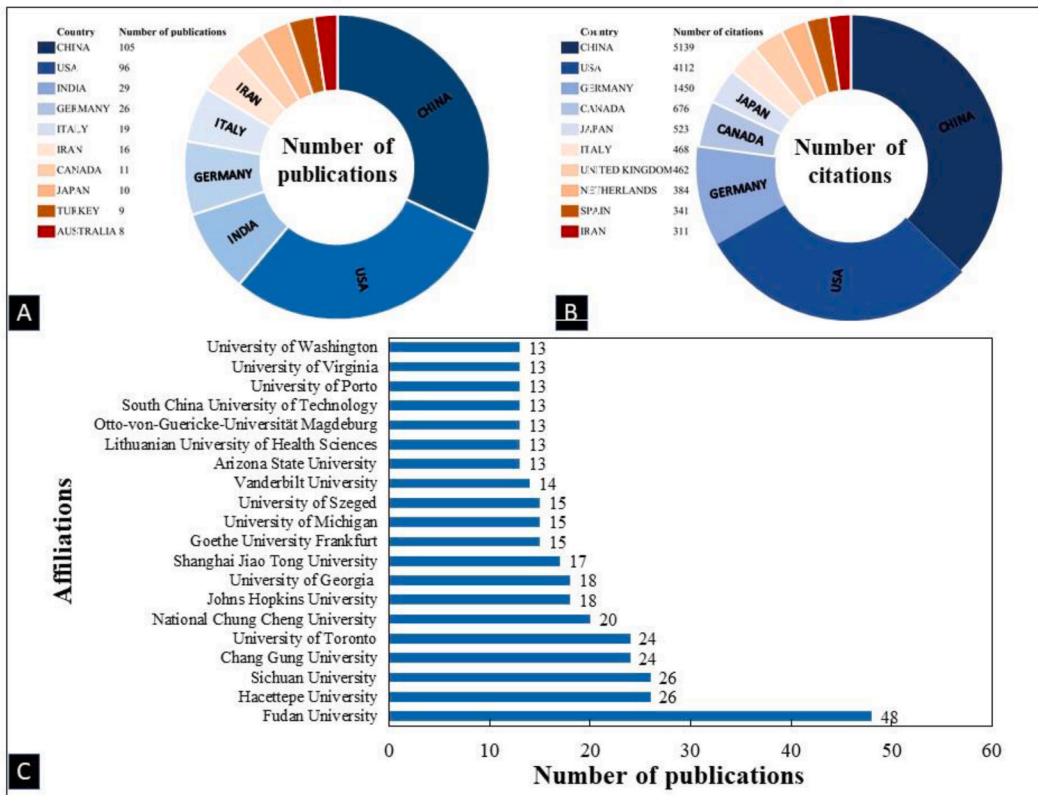 Country Number of publications
CHINA 105
USA 96
INDIA 29
GERMANY 26
ITALY 19
IRAN 16
CANADA 11
JAPAN 10
TURKEY 9
AUSTRALIA 8
CHINA
USA
INDIA
GERMANY
ITALY
IRAN
Number of
publications
A
Country Number of citations
CHINA 5139
USA 4112
GERMANY 1450
CANADA 676
JAPAN 523
ITALY 468
UNITED KINGDOM 462
NETHERLANDS 384
SPAIN 341
IRAN 311
CHINA
USA
GERMANY
CANADA
JAPAN
Number of
citations
B
Affiliations
University of Washington 13
University of Virginia 13
University of Porto 13
South China University of Technology 13
Otto-von-Guericke-Universität Magdeburg 13
Lithuanian University of Health Sciences 13
Arizona State University 13
Vanderbilt University 14
University of Szeged 15
University of Michigan 15
Goethe University Frankfurt 15
Shanghai Jiao Tong University 17
University of Georgia 18
Johns Hopkins University 18
National Chung Cheng University 20
University of Toronto 24
Chang Gung University 24
Sichuan University 26
Hacettepe University 26
Fudan University 48
0 10 20 30 40 50 60
Number of publications
C